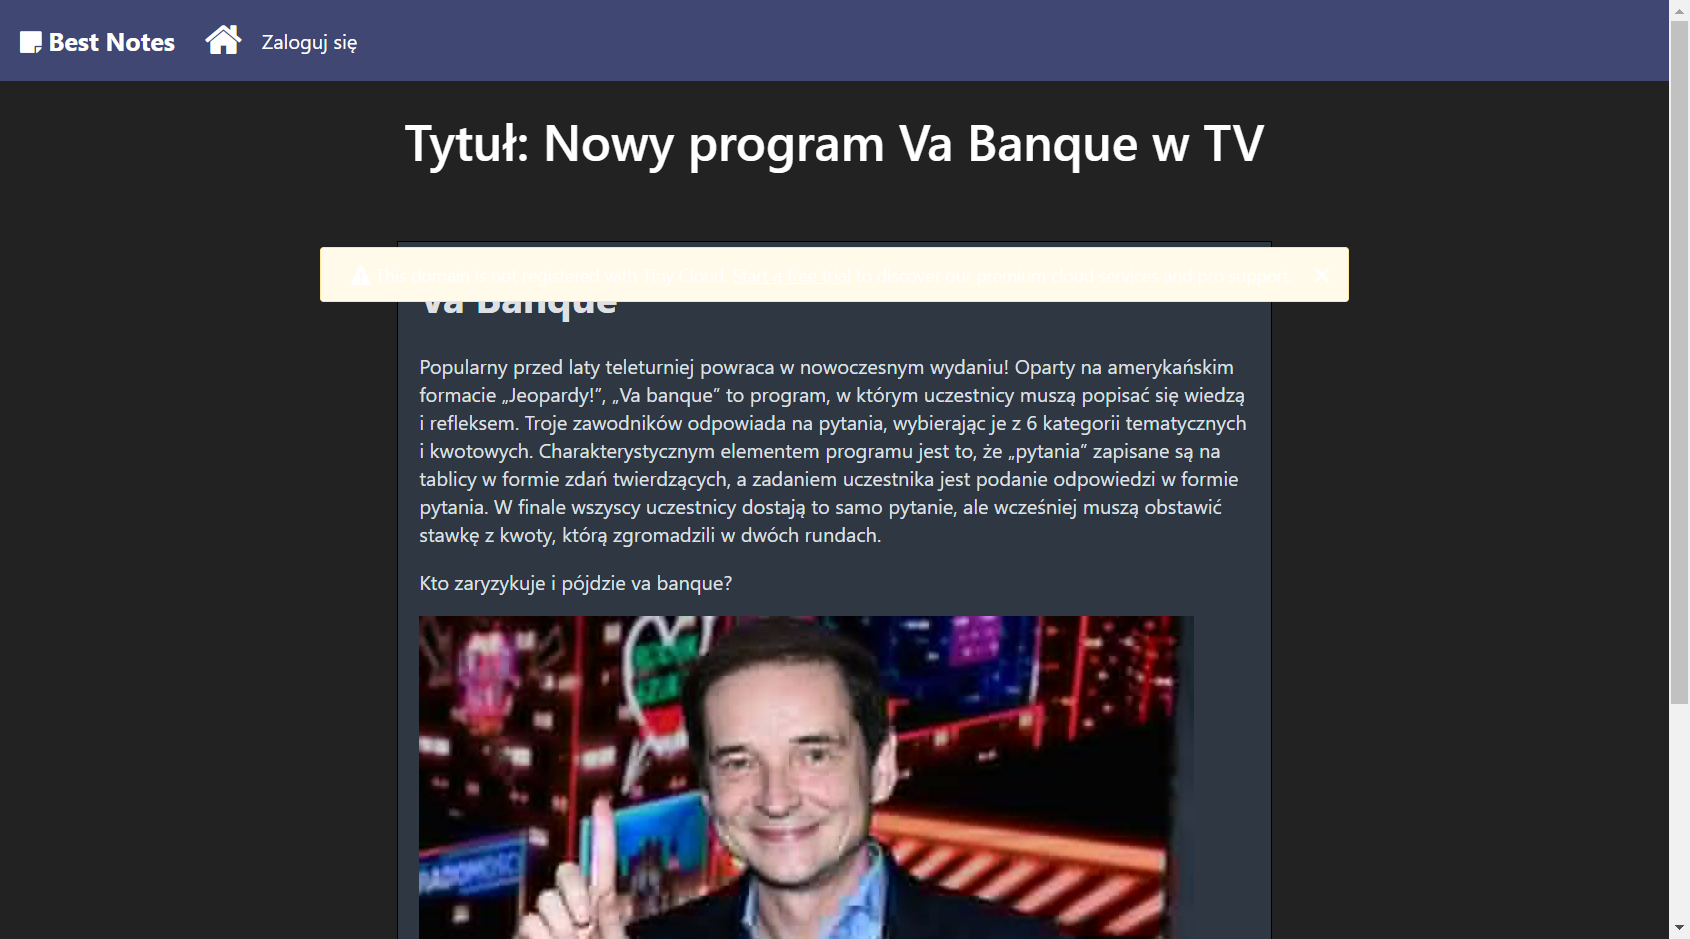 Best Notes
Zaloguj się
Tytuł: Nowy program Va Banque w TV
This domain is not registered with Tiny Cloud. Start a free trial to discover our premium cloud services and pro support.
Va Banque
Popularny przed laty teleturniej powraca w nowoczesnym wydaniu! Oparty na amerykańskim
formacie „Jeopardy!”, „Va banque” to program, w którym uczestnicy muszą popisać się wiedzą
i refleksem. Troje zawodników odpowiada na pytania, wybierając je z 6 kategorii tematycznych
i kwotowych. Charakterystycznym elementem programu jest to, że „pytania” zapisane są na
tablicy w formie zdań twierdzących, a zadaniem uczestnika jest podanie odpowiedzi w formie
pytania. W finale wszyscy uczestnicy dostają to samo pytanie, ale wcześniej muszą obstawić
stawkę z kwoty, którą zgromadzili w dwóch rundach.
Kto zaryzykuje i pójdzie va banque?